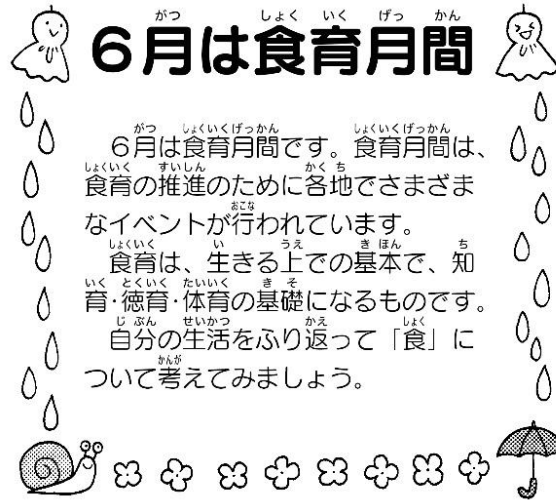 6月は食育月間
6月は食育月間です。食育月間は、
食育の推進のために各地でさまざま
なイベントが行われています。
食育は、生きる上での基本で、知
育・徳育・体育の基礎になるものです。
自分の生活をふり返って「食」に
ついて考えてみましょう。